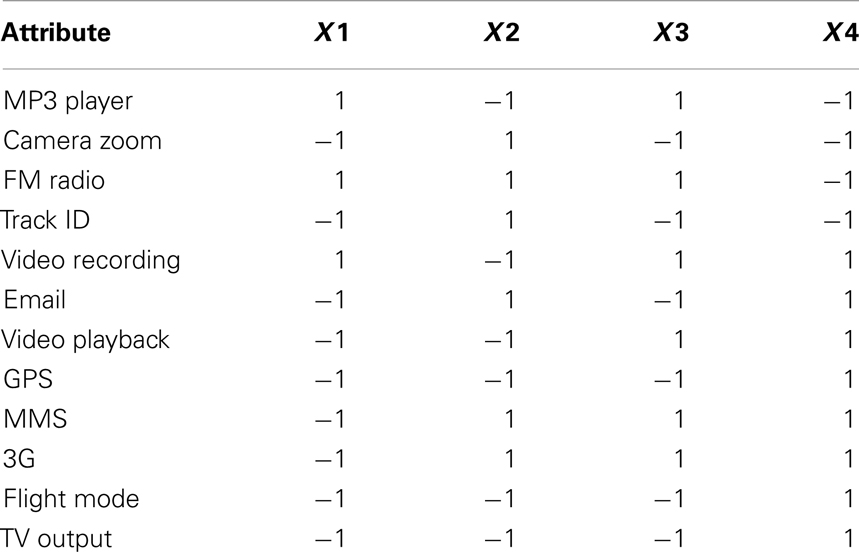 Attribute X1 X2 X3 X4
MP3 player 1 −1 1 −1
Camera zoom −1 1 −1 −1
FM radio 1 1 1 −1
Track ID −1 1 −1 −1
Video recording 1 −1 1 1
Email −1 1 −1 1
Video playback −1 −1 1 1
GPS −1 −1 −1 1
MMS −1 1 1 1
3G −1 1 1 1
Flight mode −1 −1 −1 1
TV output −1 −1 −1 1